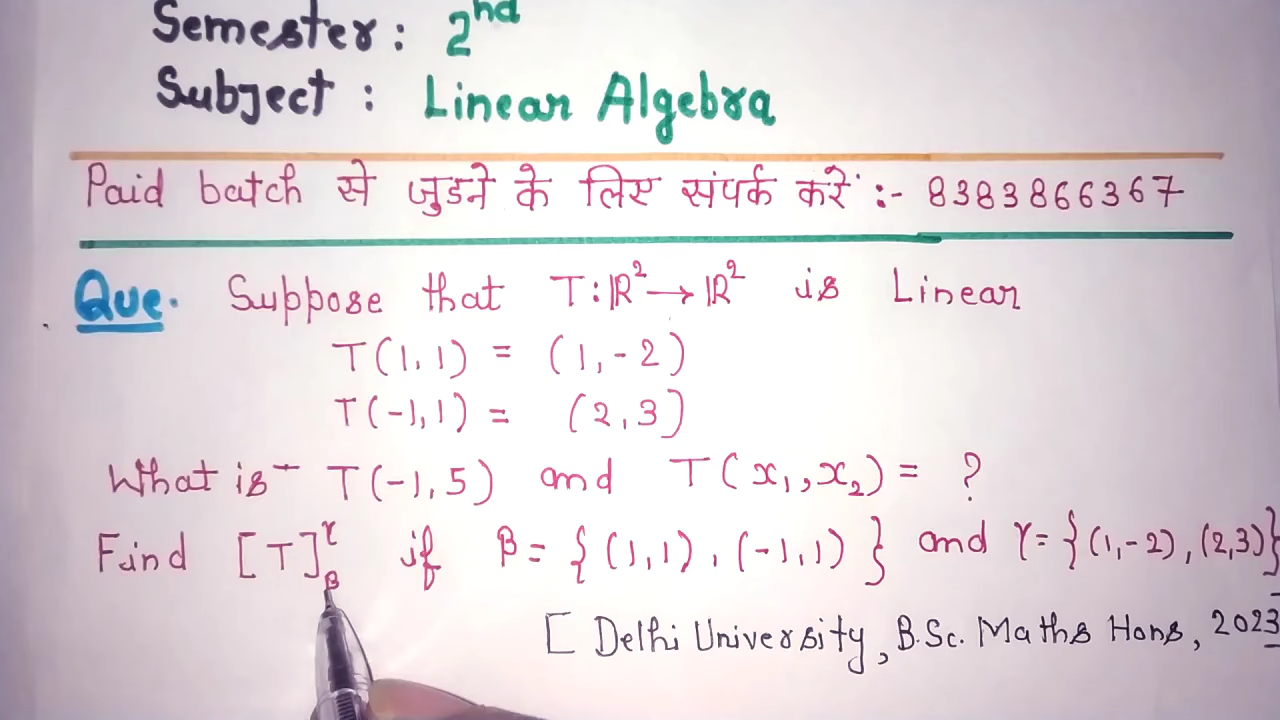 Semester : 2nd
Subject : Linear Algebra
Paid batch से जुडने के लिए संपर्क करें :- 8383866367
Que. Suppose that T : ℝ² → ℝ² is Linear
T(1,1) = (1,-2)
T(-1,1) = (2,3)
What is T(-1,5) and T(x₁,x₂) = ?
Find [T]ᵧᵦ if β = {(1,1), (-1,1)} and γ = {(1,-2), (2,3)}
[ Delhi University, B.Sc. Maths Hons, 2023